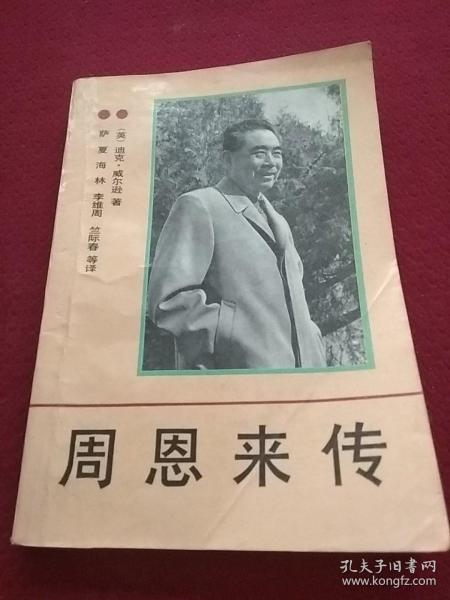 （英）迪克·威尔逊 著
萨夏 海林 李维周 竺际春 等译
周恩来传
孔夫子旧书网
www.kongfz.com